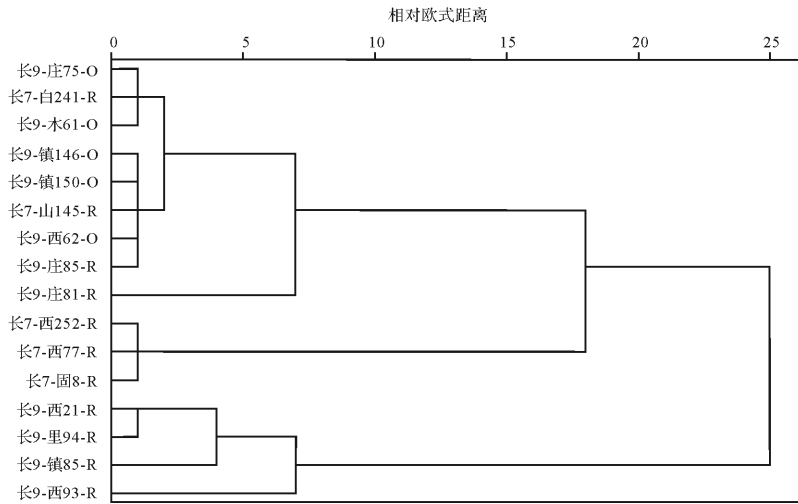 相对欧式距离
0 5 10 15 20 25
长9-庄75-O
长7-白241-R
长9-木61-O
长9-镇146-O
长9-镇150-O
长7-山145-R
长9-西62-O
长9-庄85-R
长9-庄81-R
长7-西252-R
长7-西77-R
长7-固8-R
长9-西21-R
长9-里94-R
长9-镇85-R
长9-西93-R